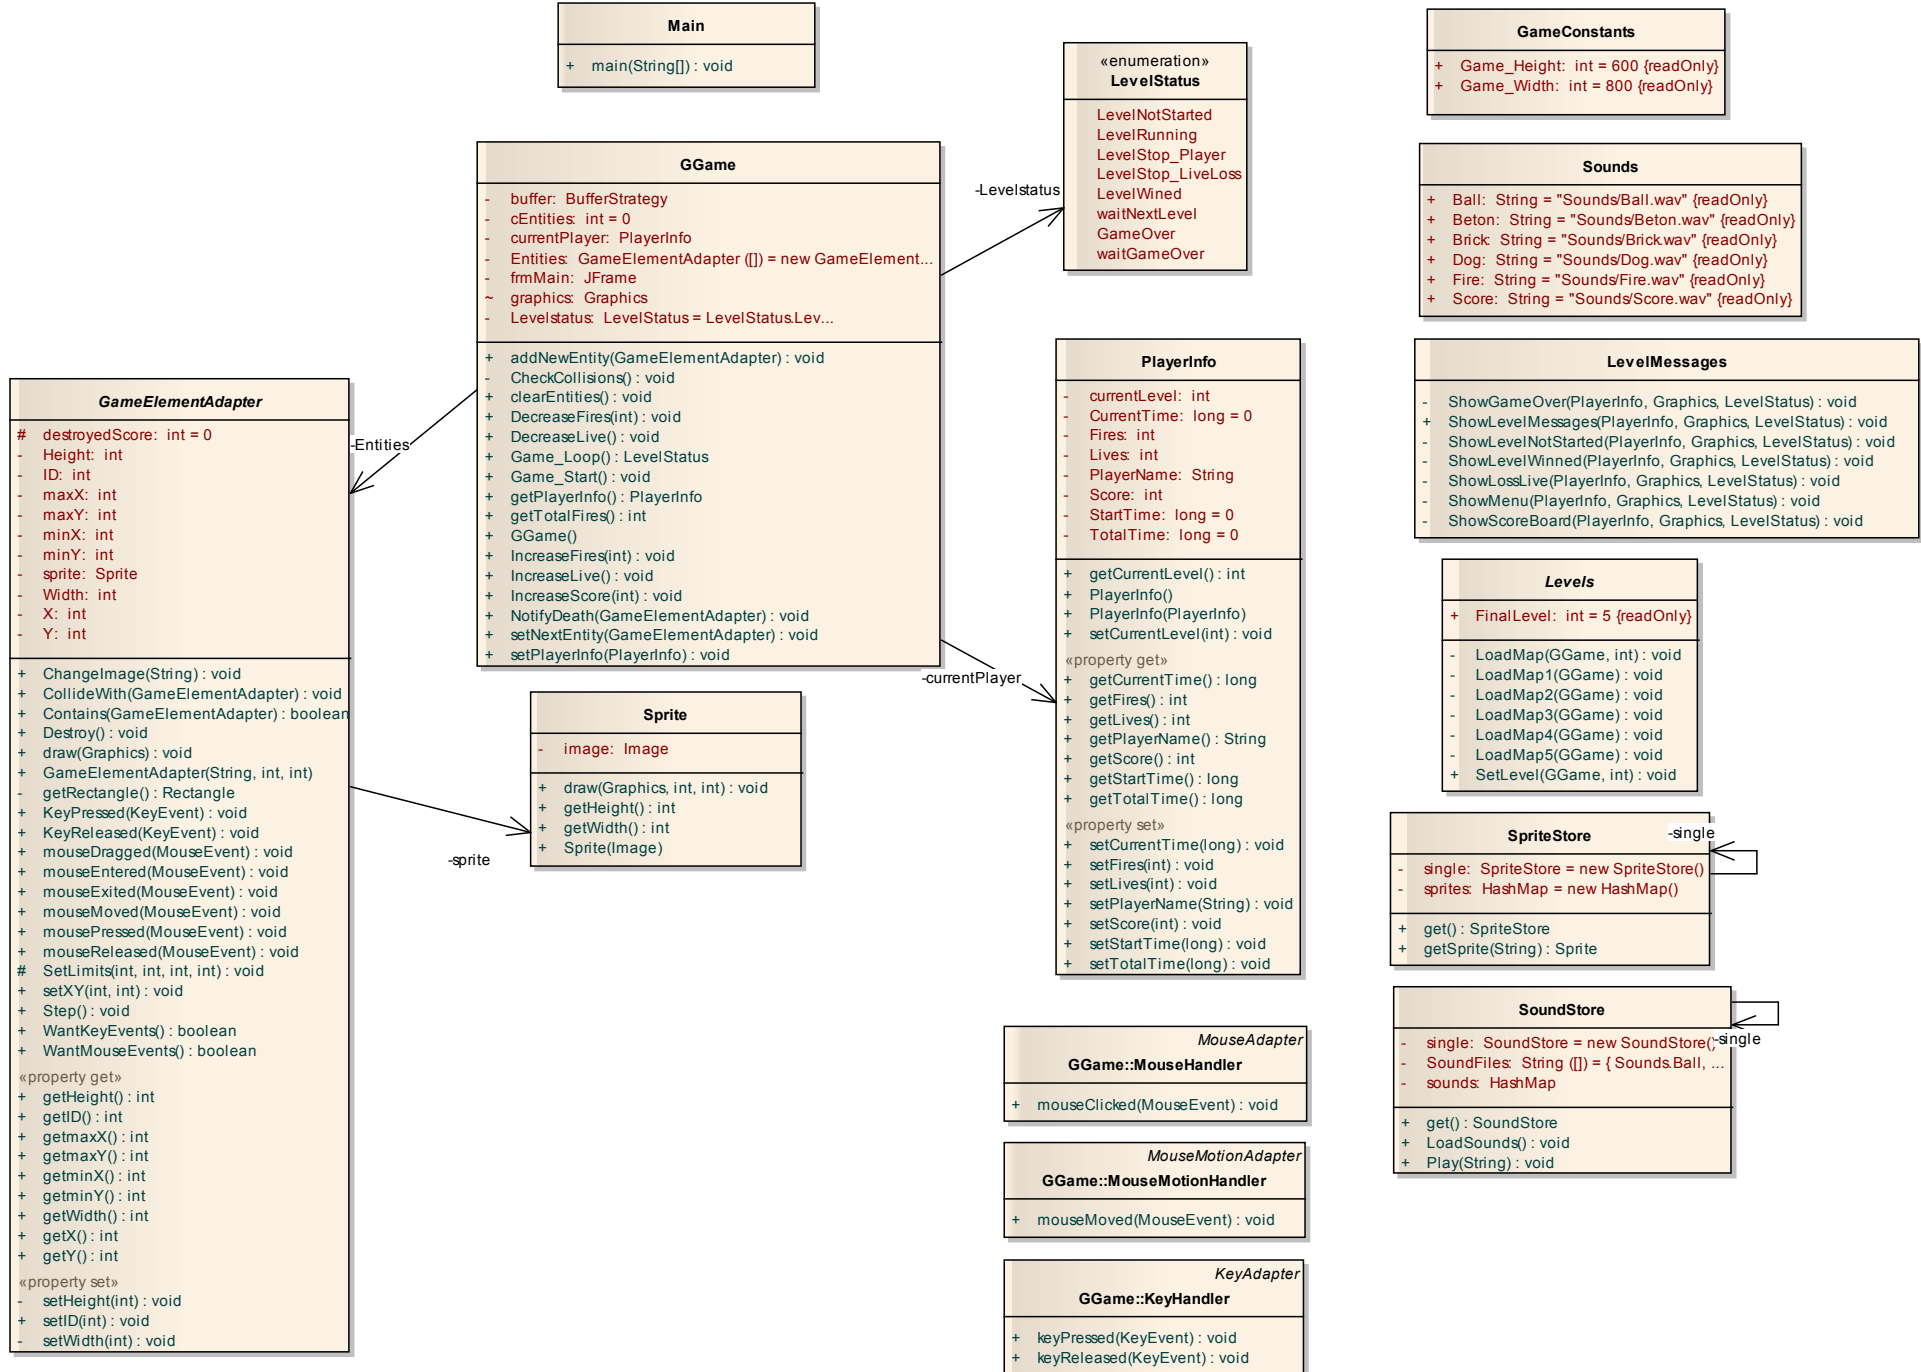 Main
+ main(String[]) : void
«enumeration»
LevelStatus
LevelNotStarted
LevelRunning
LevelStop_Player
LevelStop_LiveLoss
LevelWined
waitNextLevel
GameOver
waitGameOver
GameConstants
+ Game_Height: int = 600 {readOnly}
+ Game_Width: int = 800 {readOnly}
GGame
- buffer: BufferStrategy
- cEntities: int = 0
- currentPlayer: PlayerInfo
- Entities: GameElementAdapter ([]) = new GameElement...
- frmMain: JFrame
~ graphics: Graphics
- Levelstatus: LevelStatus = LevelStatus.Lev...
+ addNewEntity(GameElementAdapter) : void
- CheckCollisions() : void
+ clearEntities() : void
+ DecreaseFires(int) : void
+ DecreaseLive() : void
+ Game_Loop() : LevelStatus
+ Game_Start() : void
+ getPlayerInfo() : PlayerInfo
+ getTotalFires() : int
+ GGame()
+ IncreaseFires(int) : void
+ IncreaseLive() : void
+ IncreaseScore(int) : void
+ NotifyDeath(GameElementAdapter) : void
+ setNextEntity(GameElementAdapter) : void
+ setPlayerInfo(PlayerInfo) : void
-Levelstatus
-Entities
-currentPlayer
-sprite
Sounds
+ Ball: String = "Sounds/Ball.wav" {readOnly}
+ Beton: String = "Sounds/Beton.wav" {readOnly}
+ Brick: String = "Sounds/Brick.wav" {readOnly}
+ Dog: String = "Sounds/Dog.wav" {readOnly}
+ Fire: String = "Sounds/Fire.wav" {readOnly}
+ Score: String = "Sounds/Score.wav" {readOnly}
PlayerInfo
- currentLevel: int
- CurrentTime: long = 0
- Fires: int
- Lives: int
- PlayerName: String
- Score: int
- StartTime: long = 0
- TotalTime: long = 0
+ getCurrentLevel() : int
+ PlayerInfo()
+ PlayerInfo(PlayerInfo)
+ setCurrentLevel(int) : void
«property get»
+ getCurrentTime() : long
+ getFires() : int
+ getLives() : int
+ getPlayerName() : String
+ getScore() : int
+ getStartTime() : long
+ getTotalTime() : long
«property set»
+ setCurrentTime(long) : void
+ setFires(int) : void
+ setLives(int) : void
+ setPlayerName(String) : void
+ setScore(int) : void
+ setStartTime(long) : void
+ setTotalTime(long) : void
LevelMessages
- ShowGameOver(PlayerInfo, Graphics, LevelStatus) : void
+ ShowLevelMessages(PlayerInfo, Graphics, LevelStatus) : void
- ShowLevelNotStarted(PlayerInfo, Graphics, LevelStatus) : void
- ShowLevelWinned(PlayerInfo, Graphics, LevelStatus) : void
- ShowLossLive(PlayerInfo, Graphics, LevelStatus) : void
- ShowMenu(PlayerInfo, Graphics, LevelStatus) : void
- ShowScoreBoard(PlayerInfo, Graphics, LevelStatus) : void
GameElementAdapter
# destroyedScore: int = 0
- Height: int
- ID: int
- maxX: int
- maxY: int
- minX: int
- minY: int
- sprite: Sprite
- Width: int
- X: int
- Y: int
+ ChangeImage(String) : void
+ CollideWith(GameElementAdapter) : void
+ Contains(GameElementAdapter) : boolean
+ Destroy() : void
+ draw(Graphics) : void
+ GameElementAdapter(String, int, int)
- getRectangle() : Rectangle
+ KeyPressed(KeyEvent) : void
+ KeyReleased(KeyEvent) : void
+ mouseDragged(MouseEvent) : void
+ mouseEntered(MouseEvent) : void
+ mouseExited(MouseEvent) : void
+ mouseMoved(MouseEvent) : void
+ mousePressed(MouseEvent) : void
+ mouseReleased(MouseEvent) : void
# SetLimits(int, int, int, int) : void
+ setXY(int, int) : void
+ Step() : void
+ WantKeyEvents() : boolean
+ WantMouseEvents() : boolean
«property get»
+ getHeight() : int
+ getID() : int
+ getmaxX() : int
+ getmaxY() : int
+ getminX() : int
+ getminY() : int
+ getWidth() : int
+ getX() : int
+ getY() : int
«property set»
- setHeight(int) : void
+ setID(int) : void
- setWidth(int) : void
Sprite
- image: Image
+ draw(Graphics, int, int) : void
+ getHeight() : int
+ getWidth() : int
+ Sprite(Image)
Levels
+ FinalLevel: int = 5 {readOnly}
- LoadMap(GGame, int) : void
- LoadMap1(GGame) : void
- LoadMap2(GGame) : void
- LoadMap3(GGame) : void
- LoadMap4(GGame) : void
- LoadMap5(GGame) : void
+ SetLevel(GGame, int) : void
SpriteStore
-single
- single: SpriteStore = new SpriteStore()
- sprites: HashMap = new HashMap()
+ get() : SpriteStore
+ getSprite(String) : Sprite
SoundStore
- single: SoundStore = new SoundStore()
-single
- SoundFiles: String ([]) = { Sounds.Ball, ...
- sounds: HashMap
+ get() : SoundStore
+ LoadSounds() : void
+ Play(String) : void
MouseAdapter
GGame::MouseHandler
+ mouseClicked(MouseEvent) : void
MouseMotionAdapter
GGame::MouseMotionHandler
+ mouseMoved(MouseEvent) : void
KeyAdapter
GGame::KeyHandler
+ keyPressed(KeyEvent) : void
+ keyReleased(KeyEvent) : void